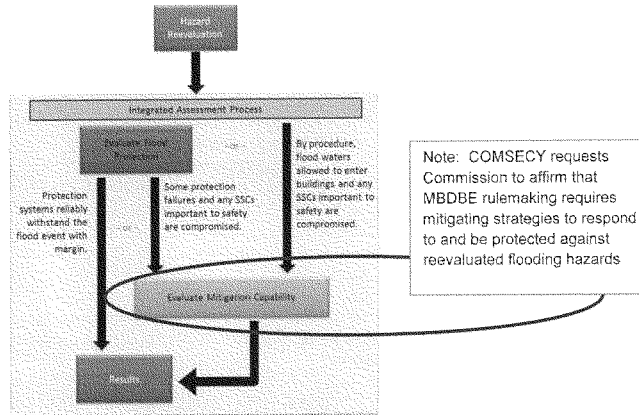 Hazard
Reevaluation
Integrated Assessment Process
Evaluate Flood
Protection
Protection
systems reliably
withstand the
flood event with
margin.
Some protection
failures and any SSCs
important to safety
are compromised.
By procedure,
flood waters
allowed to enter
buildings and any
SSCs important to
safety are
compromised.
Note: COMSECY requests
Commission to affirm that
MBDBE rulemaking requires
mitigating strategies to respond
to and be protected against
reevaluated flooding hazards
Evaluate Mitigation Capability
Results